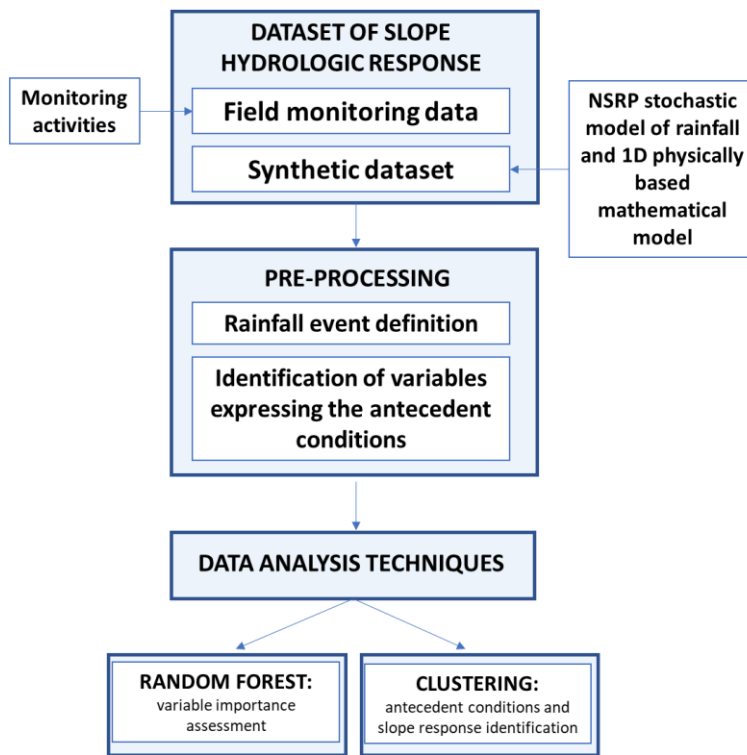 DATASET OF SLOPE
HYDROLOGIC RESPONSE
Monitoring
activities
Field monitoring data
Synthetic dataset
NSRP stochastic
model of rainfall
and 1D physically
based
mathematical
model
PRE-PROCESSING
Rainfall event definition
Identification of variables
expressing the antecedent
conditions
DATA ANALYSIS TECHNIQUES
RANDOM FOREST:
variable importance
assessment
CLUSTERING:
antecedent conditions and
slope response identification